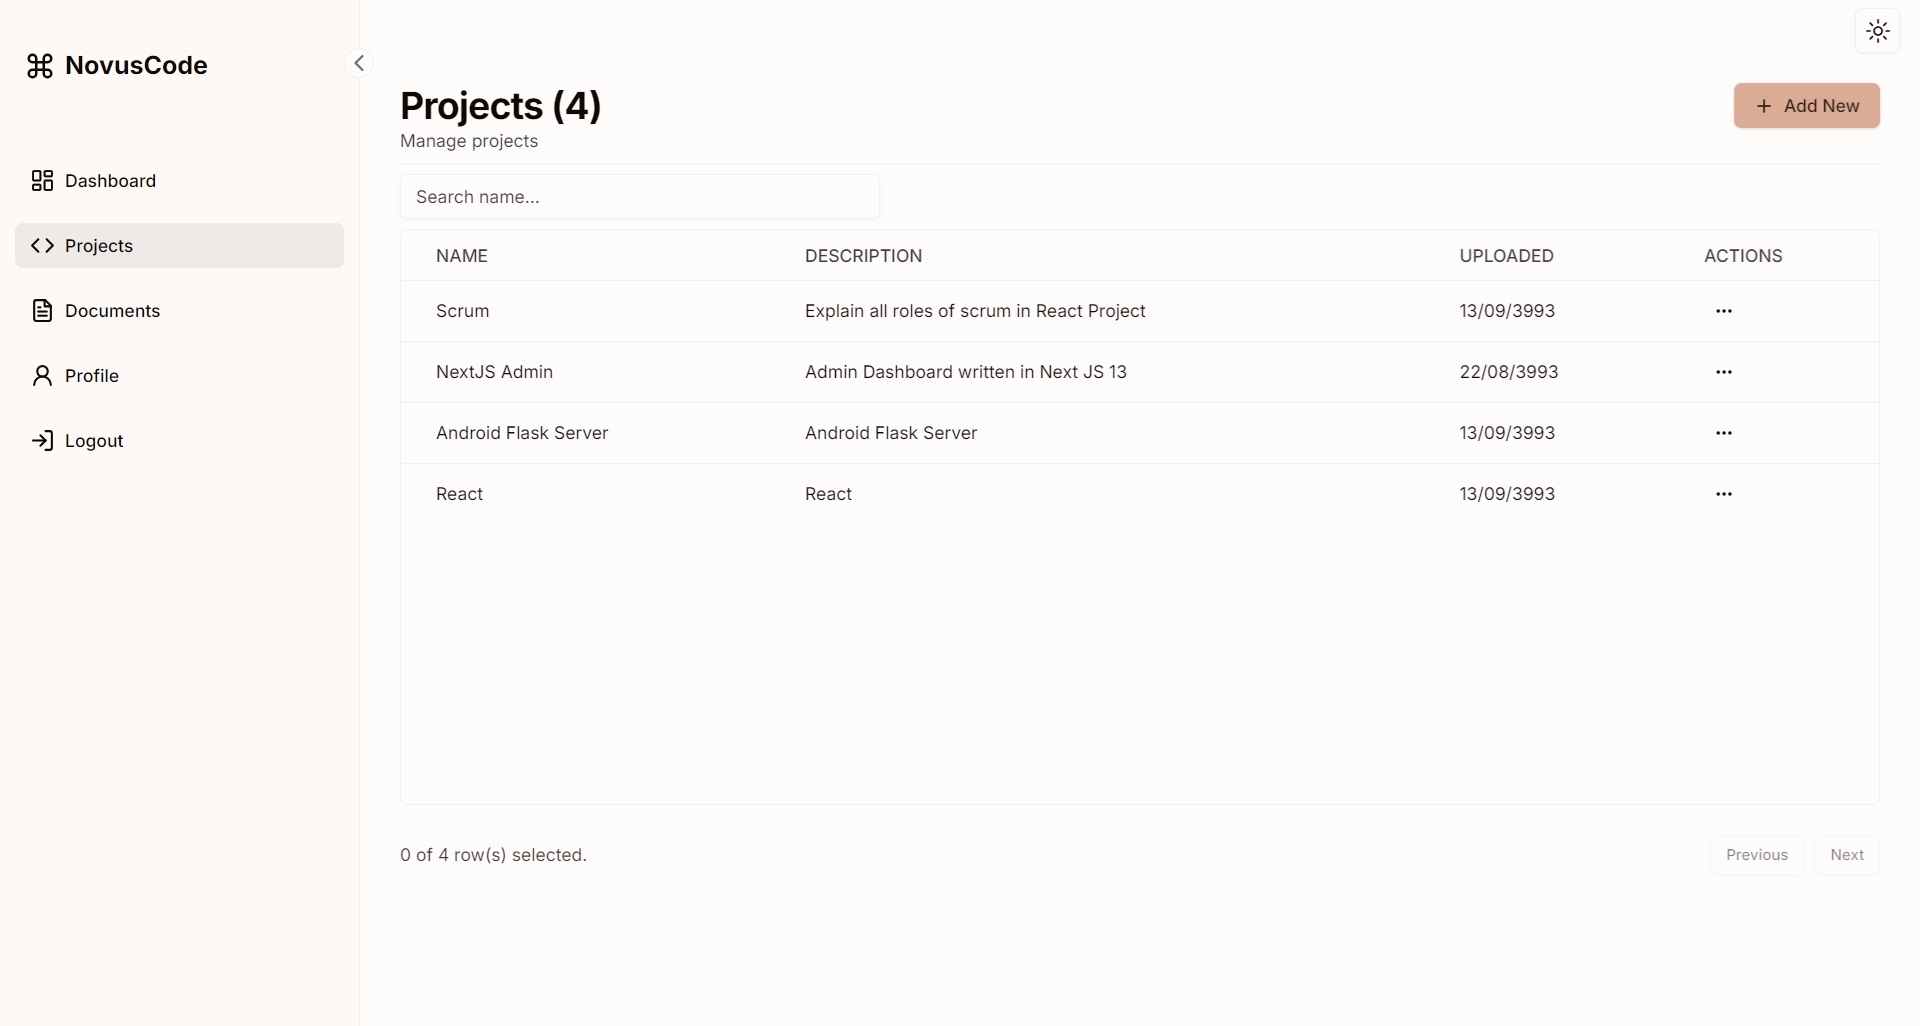 NovusCode
Dashboard
Projects
Documents
Profile
Logout
Projects (4)
Manage projects
Add New
Search name...
NAME DESCRIPTION UPLOADED ACTIONS
Scrum Explain all roles of scrum in React Project 13/09/3993
NextJS Admin Admin Dashboard written in Next JS 13 22/08/3993
Android Flask Server Android Flask Server 13/09/3993
React React 13/09/3993
0 of 4 row(s) selected.
Previous Next